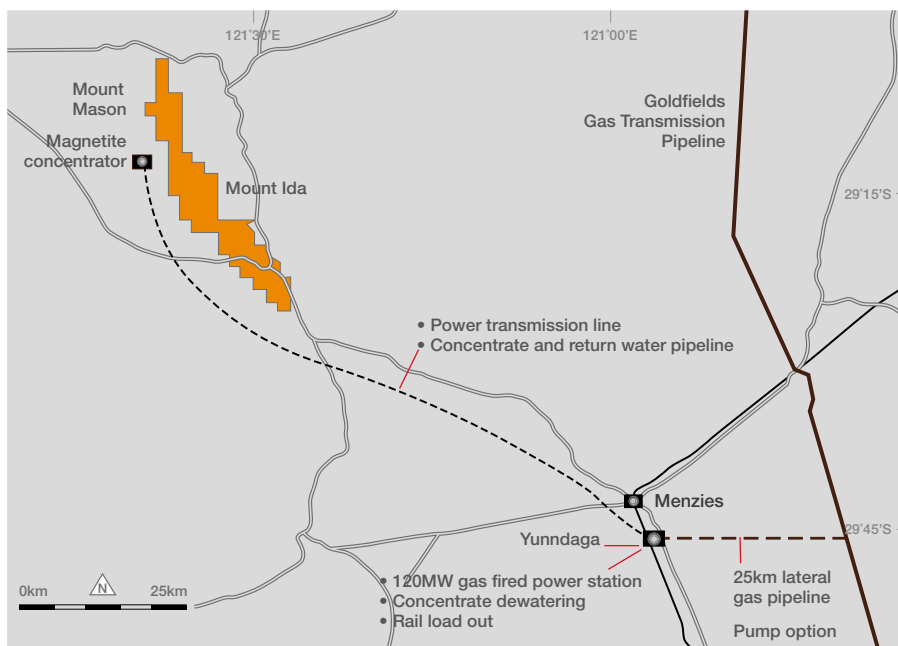 121˚30’E
121˚00’E
Mount
Mason
Goldfields
Gas Transmission
Pipeline
Magnetite
concentrator
Mount Ida
29˚15’S
• Power transmission line
• Concentrate and return water pipeline
Menzies
29˚45’S
Yunndaga
• 120MW gas fired power station
• Concentrate dewatering
• Rail load out
25km lateral
gas pipeline
Pump option
0km
N
25km